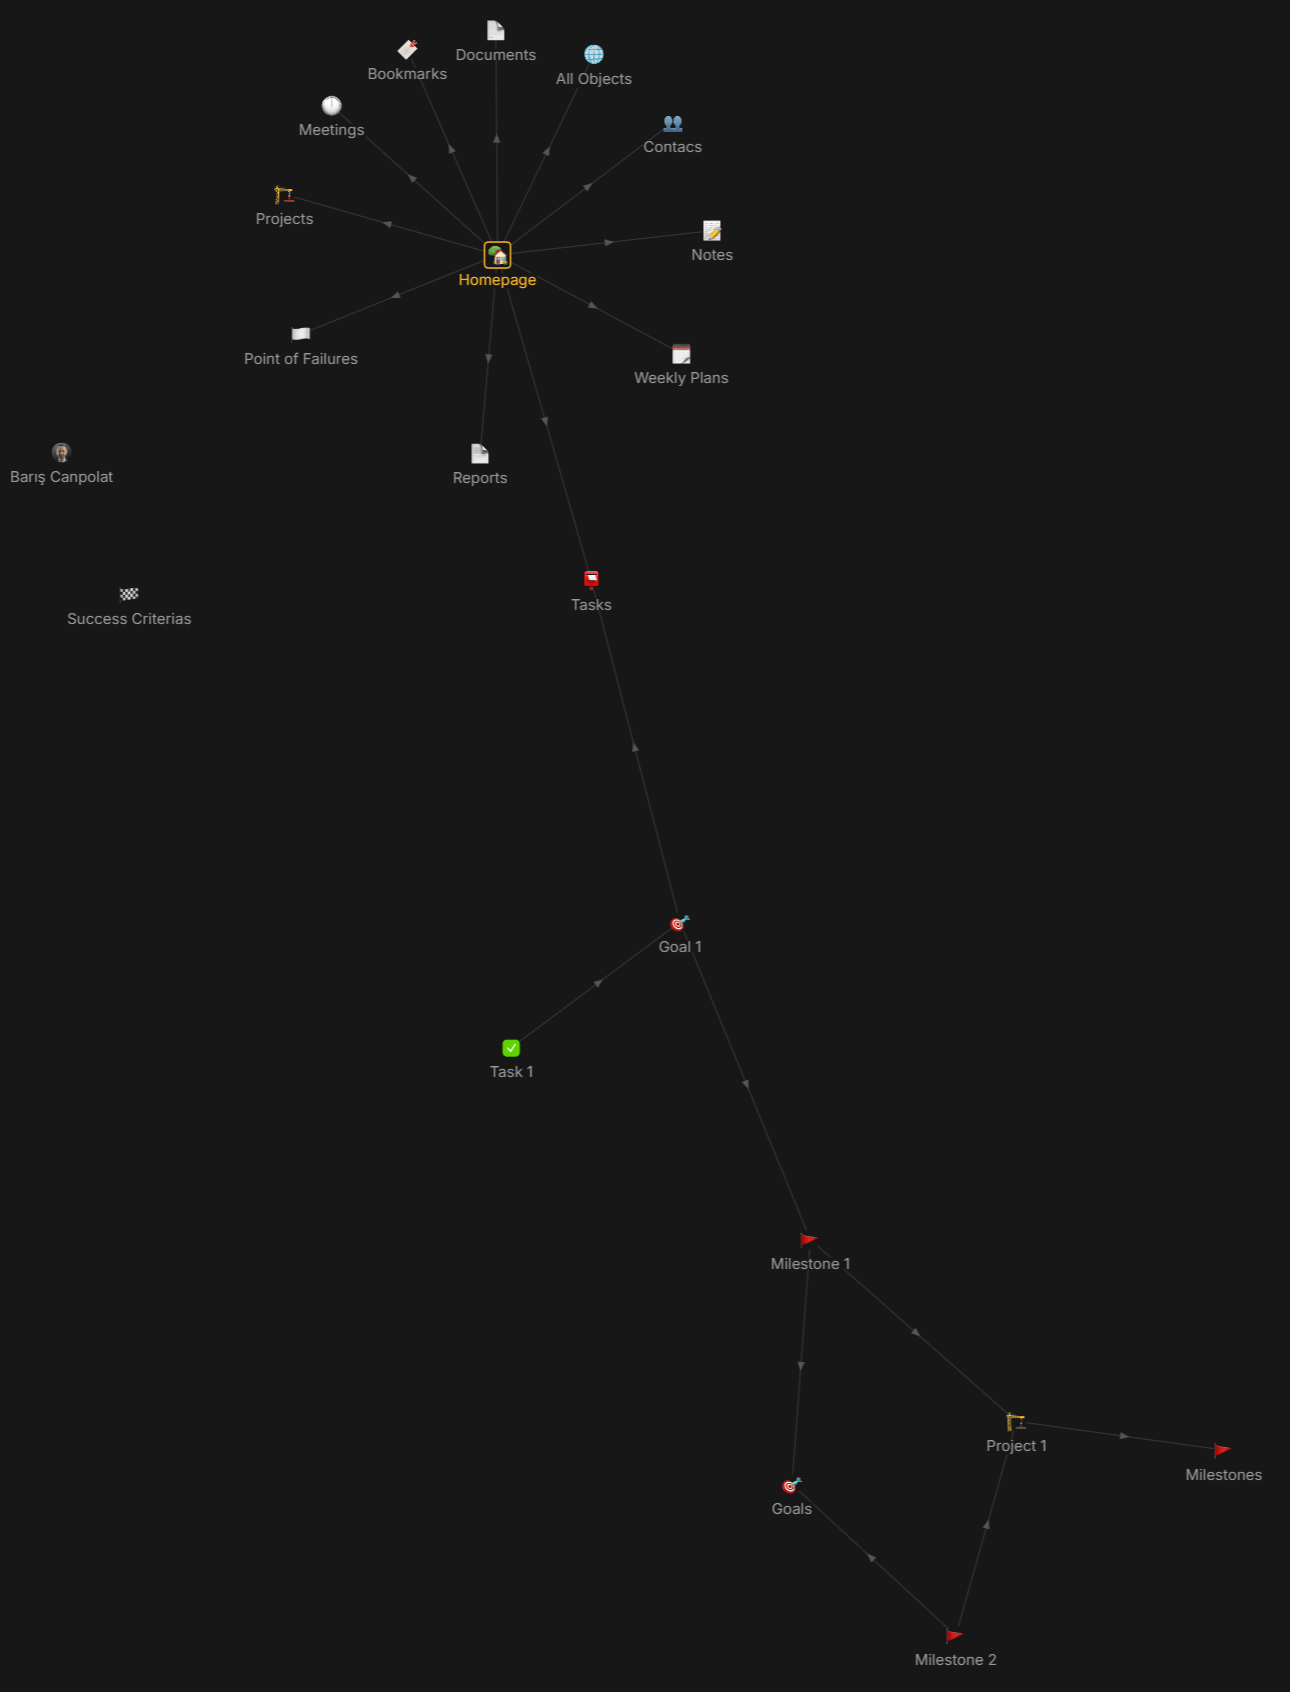 Documents
Bookmarks
All Objects
Meetings
Contacs
Projects
Notes
Homepage
Point of Failures
Weekly Plans
Barış Canpolat
Reports
Tasks
Success Criterias
Goal 1
Task 1
Milestone 1
Project 1
Milestones
Goals
Milestone 2